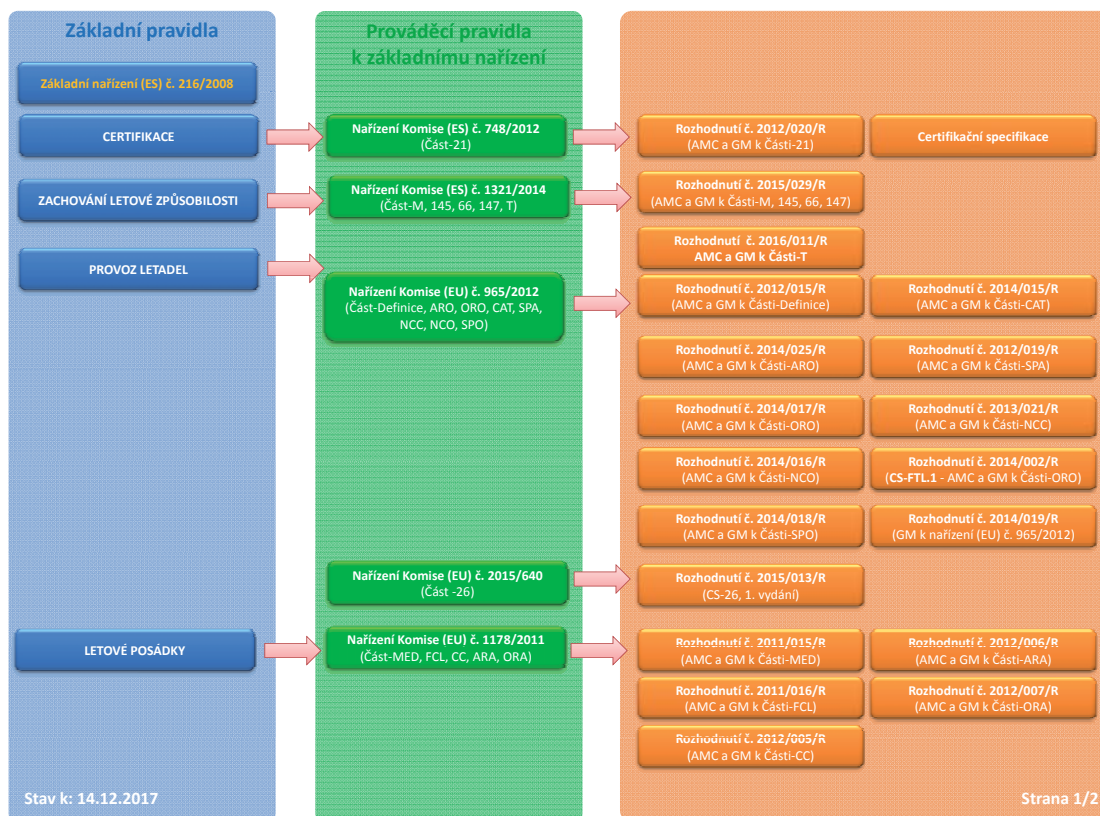 Základní pravidla
Základní nařízení (ES) č. 216/2008
CERTIFIKACE
ZACHOVÁNÍ LETOVÉ ZPŮSOBILOSTI
PROVOZ LETADEL
LETOVÉ POSÁDKY
Stav k: 14.12.2017
Prováděcí pravidla
k základnímu nařízení
Nařízení Komise (ES) č. 748/2012
(Část-21)
Nařízení Komise (ES) č. 1321/2014
(Část-M, 145, 66, 147, T)
Nařízení Komise (EU) č. 965/2012
(Část-Definice, ARO, ORO, CAT, SPA,
NCC, NCO, SPO)
Nařízení Komise (EU) č. 2015/640
(Část -26)
Nařízení Komise (EU) č. 1178/2011
(Část-MED, FCL, CC, ARA, ORA)
Rozhodnutí č. 2012/020/R
(AMC a GM k Části-21)
Certifikační specifikace
Rozhodnutí č. 2015/029/R
(AMC a GM k Části-M, 145, 66, 147)
Rozhodnutí č. 2016/011/R
AMC a GM k Části-T
Rozhodnutí č. 2012/015/R
(AMC a GM k Části-Definice)
Rozhodnutí č. 2014/015/R
(AMC a GM k Části-CAT)
Rozhodnutí č. 2014/025/R
(AMC a GM k Části-ARO)
Rozhodnutí č. 2012/019/R
(AMC a GM k Části-SPA)
Rozhodnutí č. 2014/017/R
(AMC a GM k Části-ORO)
Rozhodnutí č. 2013/021/R
(AMC a GM k Části-NCC)
Rozhodnutí č. 2014/016/R
(AMC a GM k Části-NCO)
Rozhodnutí č. 2014/002/R
(CS-FTL.1 - AMC a GM k Části-ORO)
Rozhodnutí č. 2014/018/R
(AMC a GM k Části-SPO)
Rozhodnutí č. 2014/019/R
(GM k nařízení (EU) č. 965/2012)
Rozhodnutí č. 2015/013/R
(CS-26, 1. vydání)
Rozhodnutí č. 2011/015/R
(AMC a GM k Části-MED)
Rozhodnutí č. 2012/006/R
(AMC a GM k Části-ARA)
Rozhodnutí č. 2011/016/R
(AMC a GM k Části-FCL)
Rozhodnutí č. 2012/007/R
(AMC a GM k Části-ORA)
Rozhodnutí č. 2012/005/R
(AMC a GM k Části-CC)
Strana 1/2